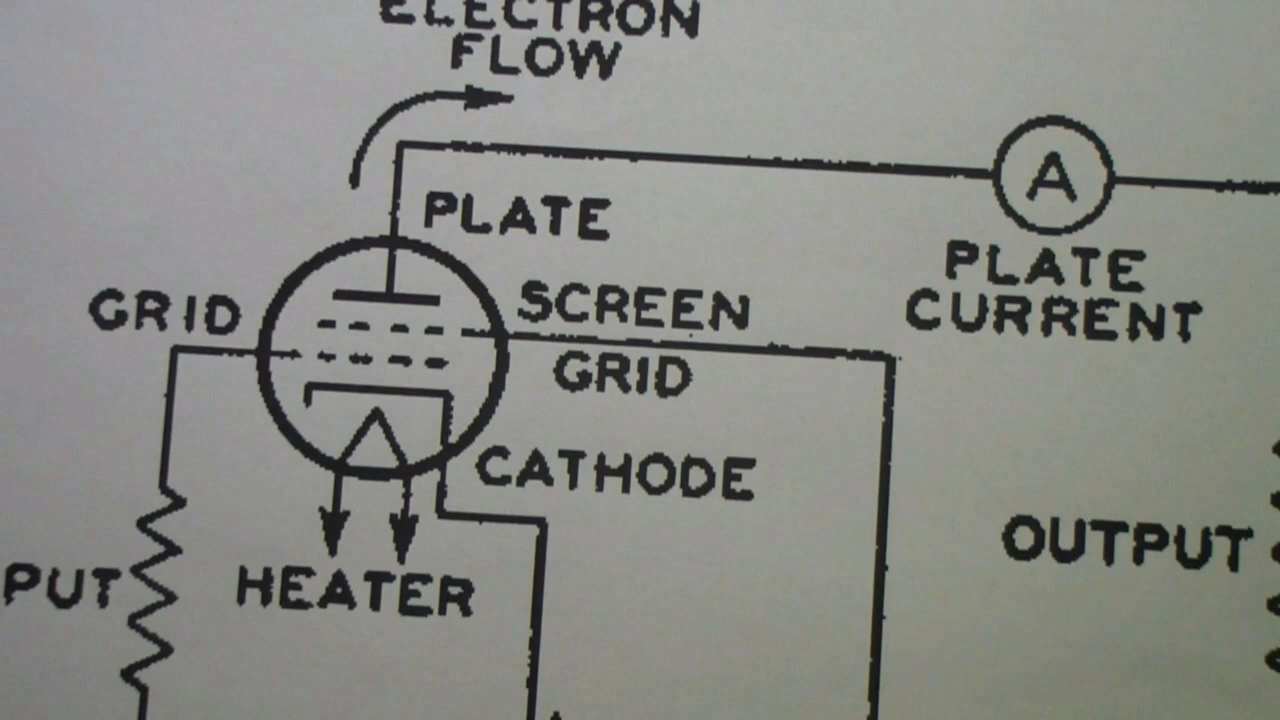 ELECTRON
FLOW
PLATE
A
PLATE
CURRENT
GRID
SCREEN
GRID
CATHODE
OUTPUT
PUT
HEATER